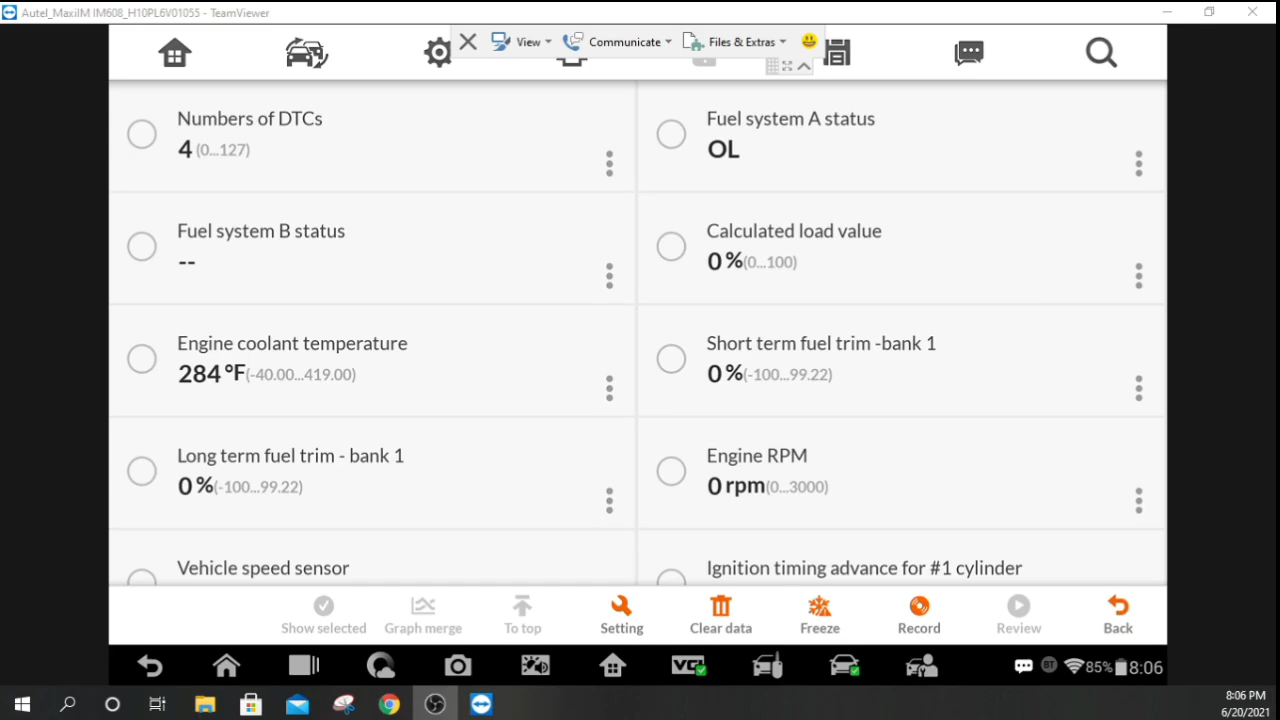 Autel_MaxiIM IM608_H10PL6V01055 - TeamViewer
View
Communicate
Files & Extras
Numbers of DTCs
4 (0...127)
Fuel system A status
OL
Fuel system B status
--
Calculated load value
0 %(0...100)
Engine coolant temperature
284 °F(-40.00...419.00)
Short term fuel trim -bank 1
0 %(-100...99.22)
Long term fuel trim - bank 1
0 %(-100...99.22)
Engine RPM
0 rpm(0...3000)
Vehicle speed sensor
Ignition timing advance for #1 cylinder
Show selected
Graph merge
To top
Setting
Clear data
Freeze
Record
Review
Back
VCI
BT
85%
8:06
8:06 PM
6/20/2021